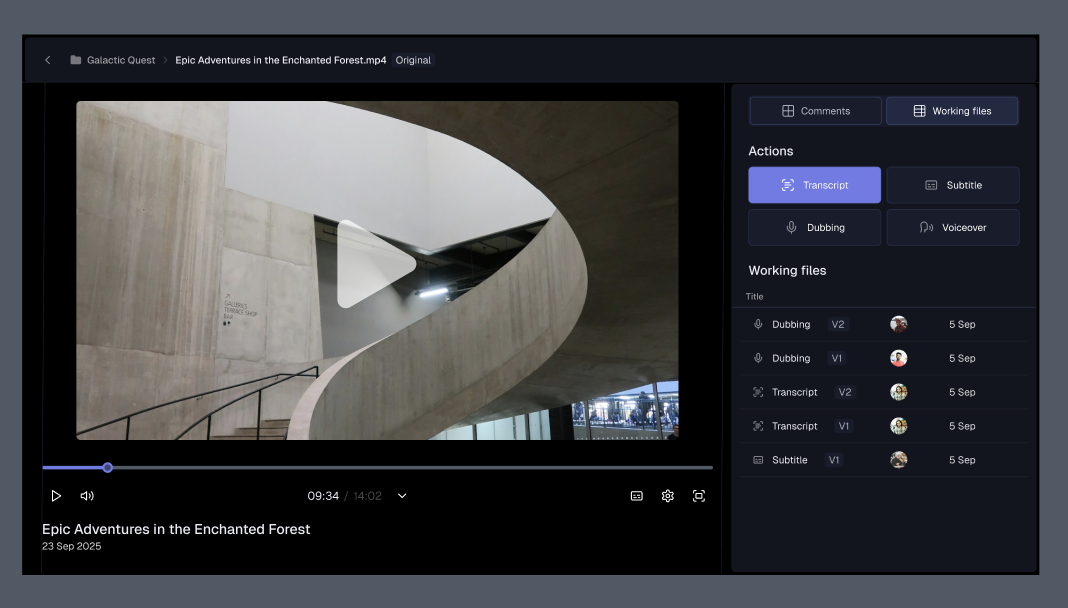 Galactic Quest > Epic Adventures in the Enchanted Forest.mp4 Original
GALLERIES
TERRACE SHOP
BAR
09:34 / 14:02
Epic Adventures in the Enchanted Forest
23 Sep 2025
Comments Working files
Actions
Transcript Subtitle
Dubbing Voiceover
Working files
Title
Dubbing V2 5 Sep
Dubbing V1 5 Sep
Transcript V2 5 Sep
Transcript V1 5 Sep
Subtitle V1 5 Sep